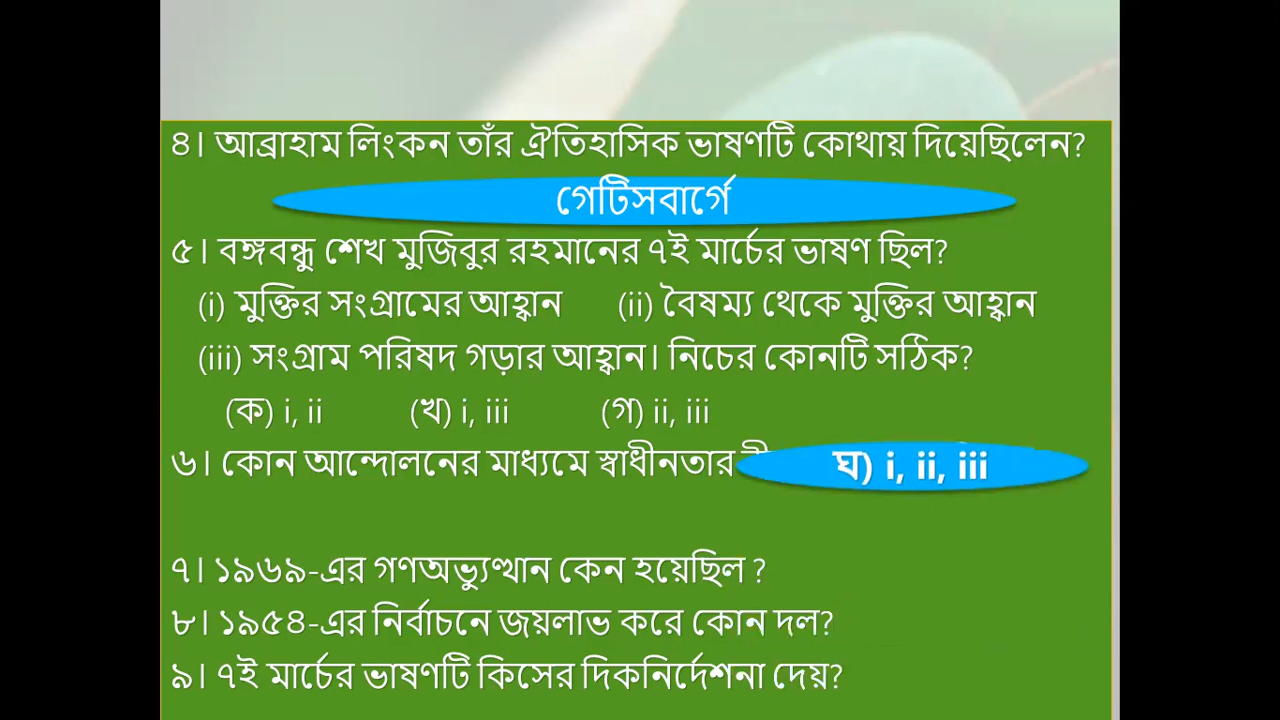 ৪। আব্রাহাম লিংকন তাঁর ঐতিহাসিক ভাষণটি কোথায় দিয়েছিলেন?
গেটিসবার্গে
৫। বঙ্গবন্ধু শেখ মুজিবুর রহমানের ৭ই মার্চের ভাষণ ছিল?
(i) মুক্তির সংগ্রামের আহ্বান (ii) বৈষম্য থেকে মুক্তির আহ্বান
(iii) সংগ্রাম পরিষদ গড়ার আহ্বান। নিচের কোনটি সঠিক?
(ক) i, ii (খ) i, iii (গ) ii, iii
৬। কোন আন্দোলনের মাধ্যমে স্বাধীনতার ঘ) i, ii, iii
৭। ১৯৬৯-এর গণঅভ্যুত্থান কেন হয়েছিল ?
৮। ১৯৫৪-এর নির্বাচনে জয়লাভ করে কোন দল?
৯। ৭ই মার্চের ভাষণটি কিসের দিকনির্দেশনা দেয়?